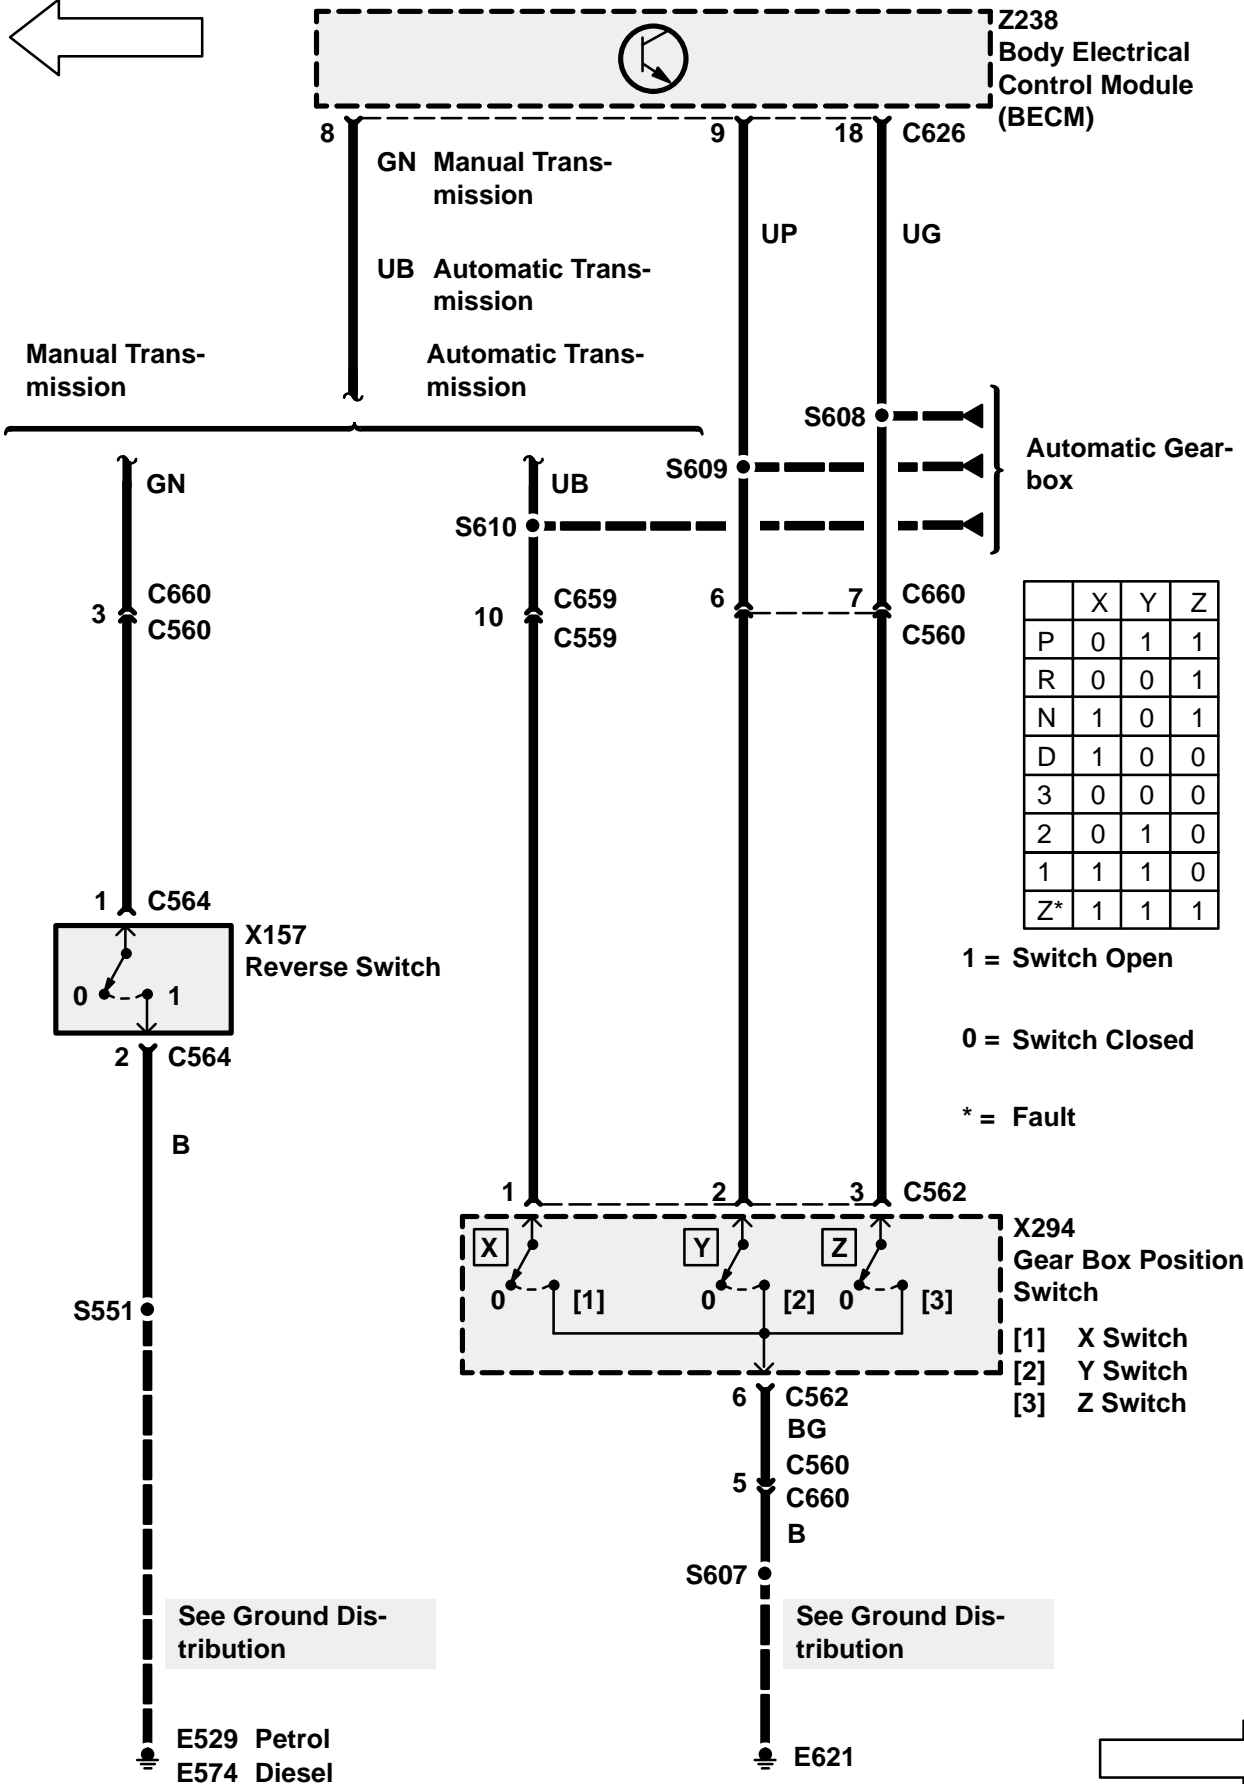 Z238
Body Electrical
Control Module
(BECM)
8
9
18
C626
GN Manual Trans-
mission
UB Automatic Trans-
mission
UP
UG
Manual Trans-
mission
Automatic Trans-
mission
S608
S609
S610
Automatic Gear-
box
GN
UB
3
C660
C560
10
C659
C559
6
7
C660
C560
X Y Z
P 0 1 1
R 0 0 1
N 1 0 1
D 1 0 0
3 0 0 0
2 0 1 0
1 1 1 0
Z* 1 1 1
1 = Switch Open
0 = Switch Closed
* = Fault
1 C564
X157
Reverse Switch
0 1
2 C564
B
S551
1
2
3
C562
X
Y
Z
0 [1]
0 [2]
0 [3]
X294
Gear Box Position
Switch
[1] X Switch
[2] Y Switch
[3] Z Switch
6 C562
BG
5
C560
C660
B
S607
See Ground Dis-
tribution
See Ground Dis-
tribution
E529 Petrol
E574 Diesel
E621